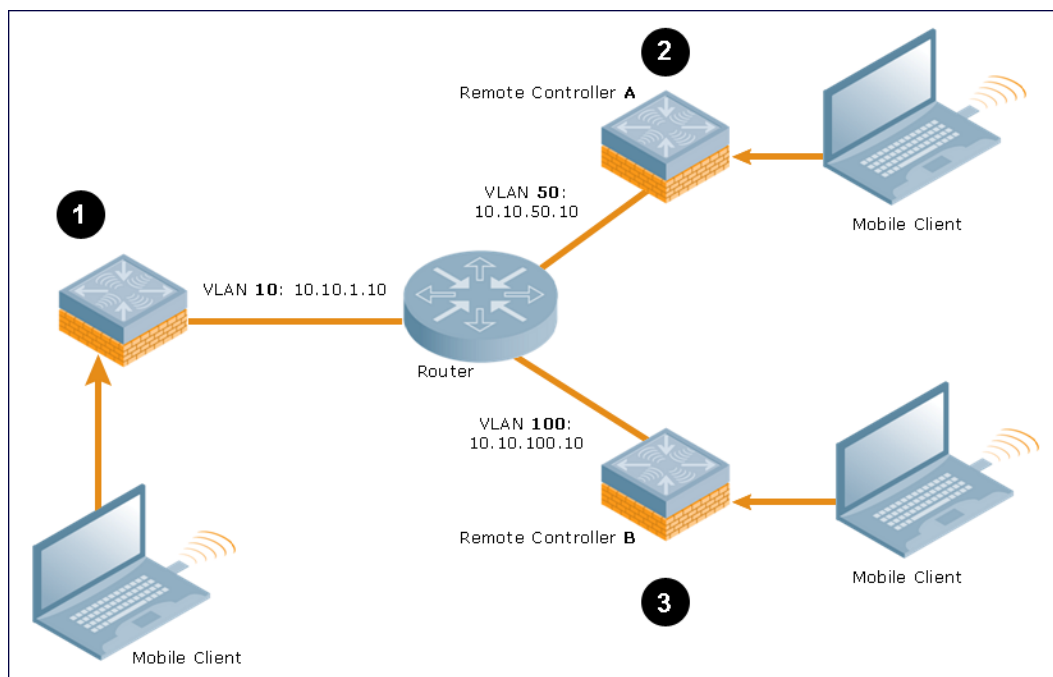 2
Remote Controller A
VLAN 50:
10.10.50.10
Mobile Client
1
VLAN 10: 10.10.1.10
Router
VLAN 100:
10.10.100.10
Remote Controller B
Mobile Client
3
Mobile Client